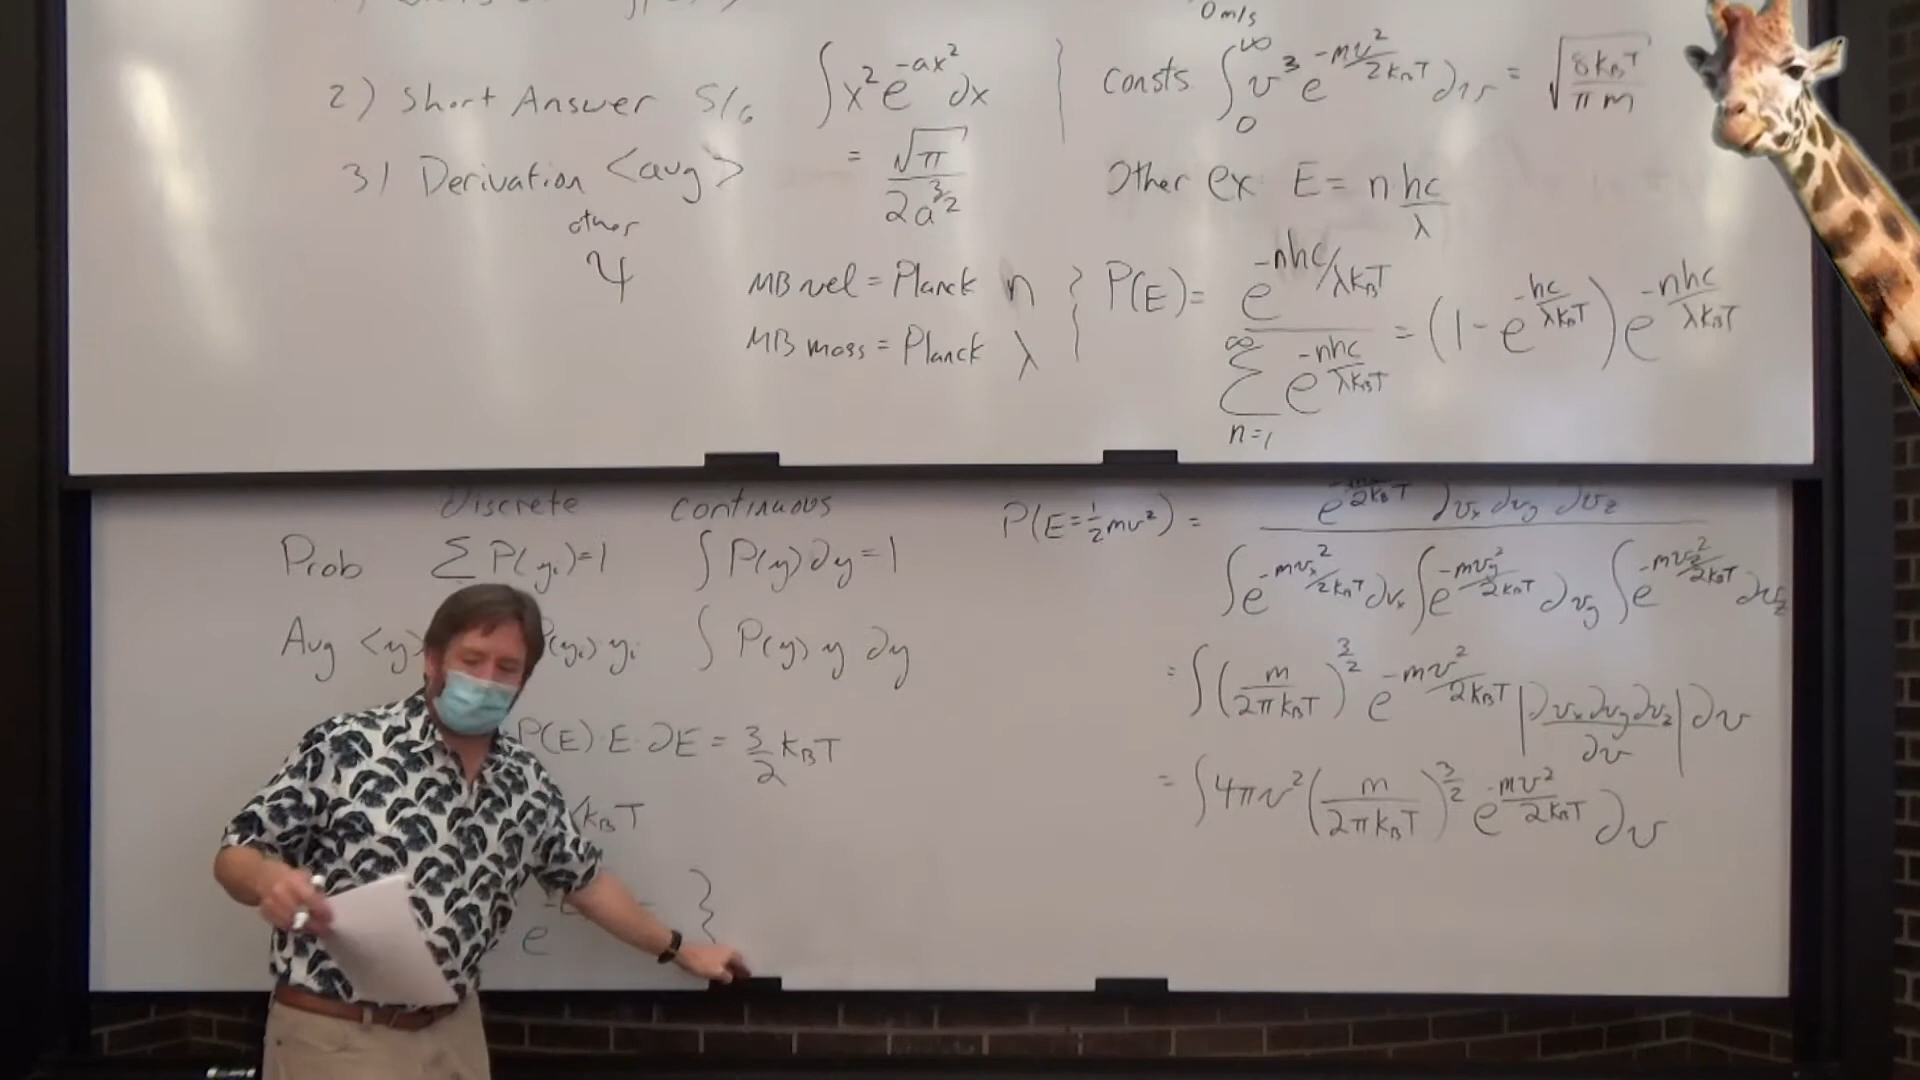 0 m/s
2) Short Answer 5/6
∫x²e^{-ax²}∂x
= √π / 2a^{3/2}
3) Derivation <avg>
other
Ψ
MB vel = Planck n
MB mass = Planck λ
Consts ∫₀^∞ v³ e^{-mv²/2k_BT} ∂v = √(8k_BT / πm)
Other ex E = n hc/λ
P(E) = e^{-nhc/λk_BT} / Σ_{n=1}^∞ e^{-nhc/λk_BT} = (1 - e^{-hc/λk_BT}) e^{-nhc/λk_BT}
Discrete continuous
Prob Σ P(y_i)=1 ∫P(y)∂y=1
Avg <y> P(y_i) y_i ∫ P(y) y ∂y
P(E)·E·∂E = 3/2 k_BT
k_BT
e }
P(E=½mv²) = e^{-mv²/2k_BT} ∂v_x ∂v_y ∂v_z / ∫e^{-mv_x²/2k_BT}∂v_x ∫e^{-mv_y²/2k_BT}∂v_y ∫e^{-mv_z²/2k_BT}∂v_z
= ∫(m/2πk_BT)^{3/2} e^{-mv²/2k_BT} |∂v_x∂v_y∂v_z/∂v| ∂v
= ∫4πv² (m/2πk_BT)^{3/2} e^{-mv²/2k_BT} ∂v